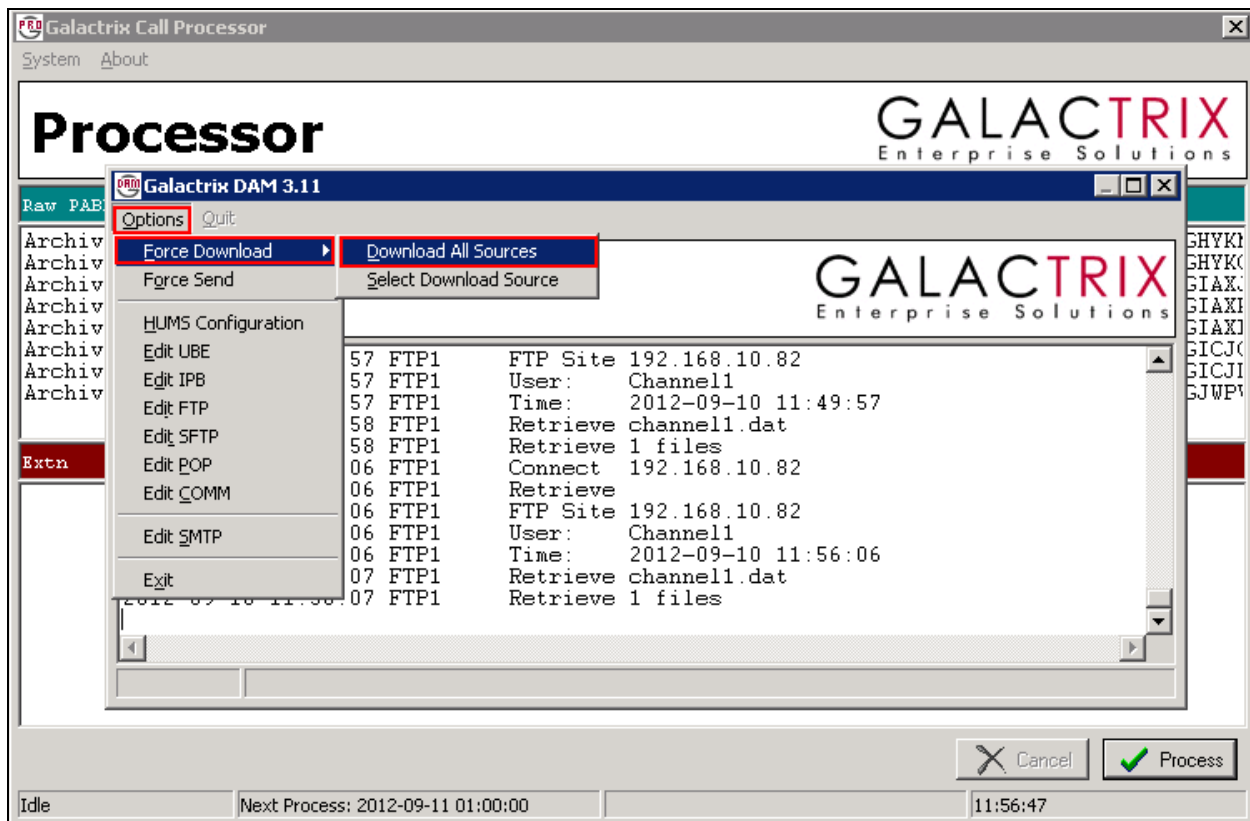 PRO Galactrix Call Processor
System About
Processor
GALACTRIX
Enterprise Solutions
Raw PAB
Archiv
Archiv
Archiv
Archiv
Archiv
Archiv
Archiv
Archiv
GIAXJ
GICJ
GJWP
Extn
DAM Galactrix DAM 3.11
Options Quit
Force Download
Force Send
HUMS Configuration
Edit UBE
Edit IPB
Edit FTP
Edit SFTP
Edit POP
Edit COMM
Edit SMTP
Exit
Download All Sources
Select Download Source
GALACTRIX
Enterprise Solutions
57 FTP1 FTP Site 192.168.10.82
57 FTP1 User: Channel1
57 FTP1 Time: 2012-09-10 11:49:57
58 FTP1 Retrieve channel1.dat
58 FTP1 Retrieve 1 files
06 FTP1 Connect 192.168.10.82
06 FTP1 Retrieve
06 FTP1 FTP Site 192.168.10.82
06 FTP1 User: Channel1
06 FTP1 Time: 2012-09-10 11:56:06
07 FTP1 Retrieve channel1.dat
07 FTP1 Retrieve 1 files
Cancel Process
Idle Next Process: 2012-09-11 01:00:00 11:56:47